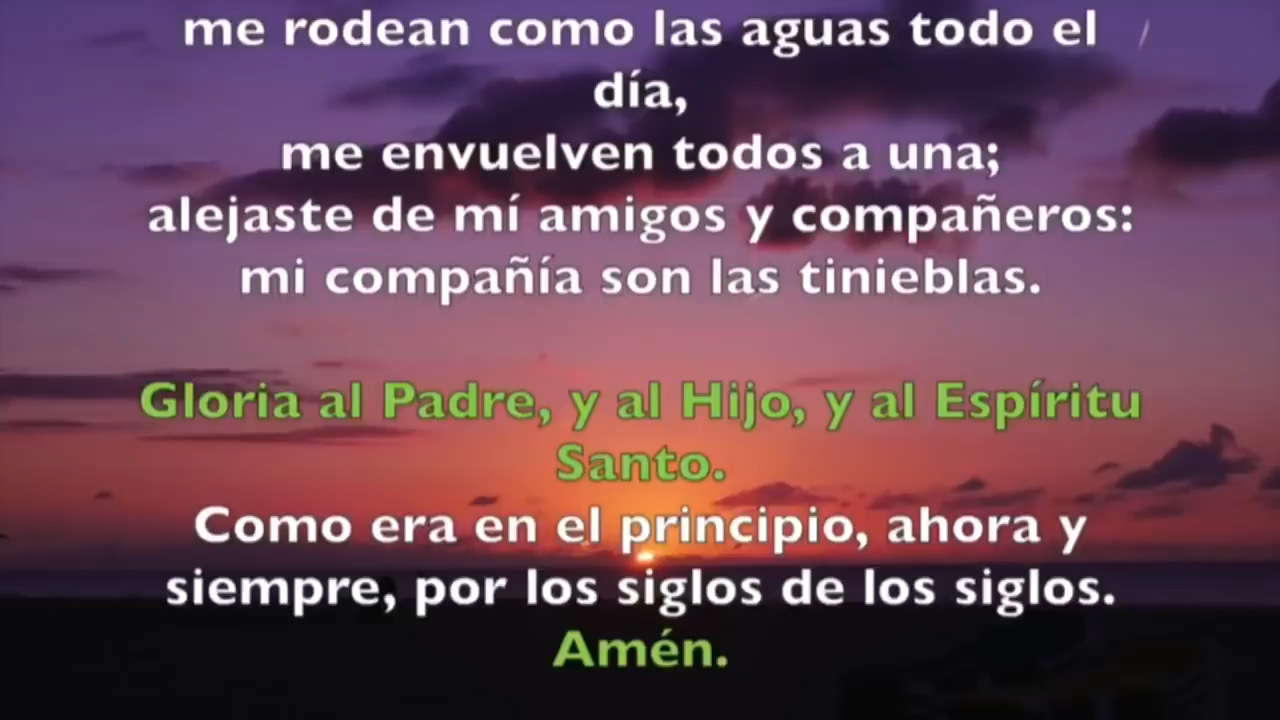 me rodean como las aguas todo el
día,
me envuelven todos a una;
alejaste de mí amigos y compañeros:
mi compañía son las tinieblas.
Gloria al Padre, y al Hijo, y al Espíritu
Santo.
Como era en el principio, ahora y
siempre, por los siglos de los siglos.
Amén.